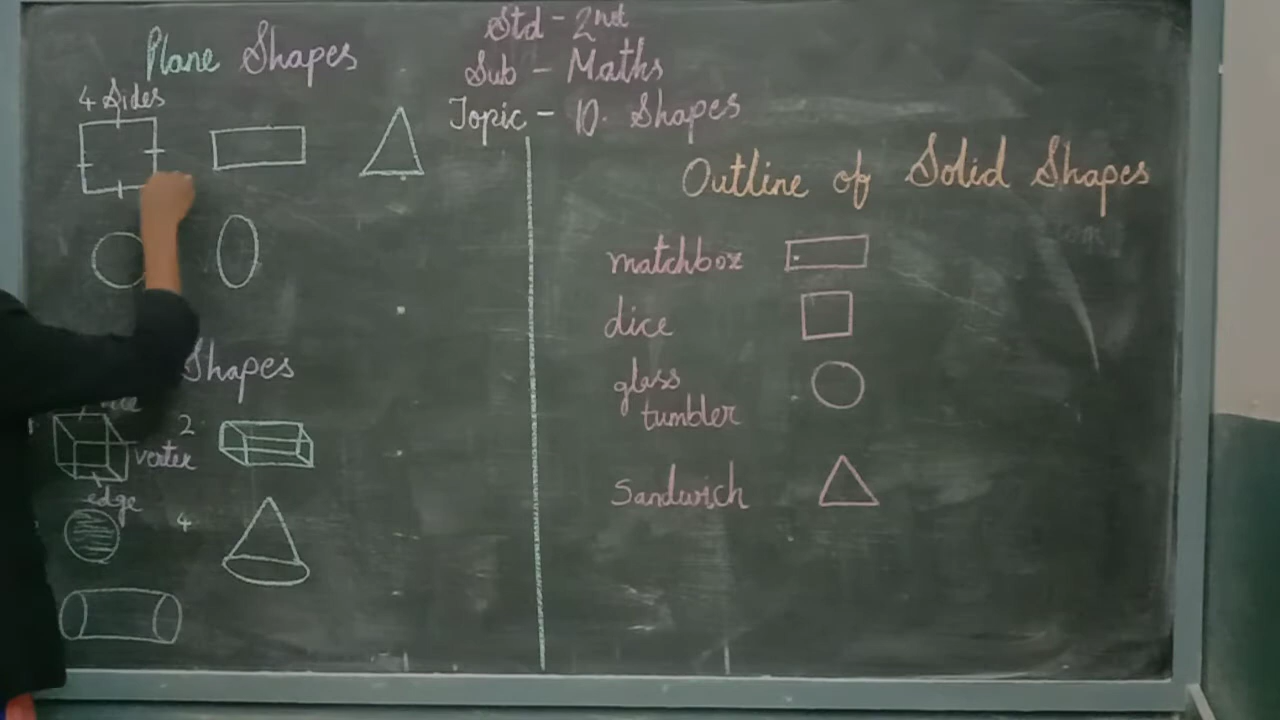 Std - 2nd
Sub - Maths
Topic - 10. Shapes
Plane Shapes
4 Sides
Shapes
2
vertex
edge
4
Outline of Solid Shapes
matchbox
dice
glass
tumbler
Sandwich